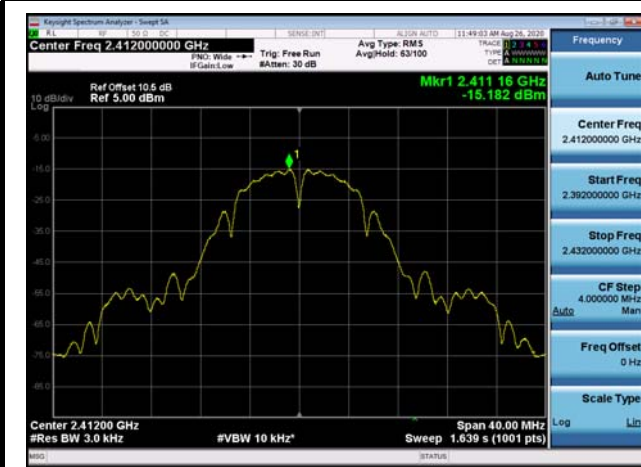 Keysight Spectrum Analyzer - Swept SA
RL RF 50 Ω DC SENSE:INT ALIGN AUTO 11:49:03 AM Aug 26, 2020
Center Freq 2.412000000 GHz
PNO: Wide
IFGain:Low
Trig: Free Run
#Atten: 30 dB
Avg Type: RMS
Avg|Hold: 63/100
TRACE 1 2 3 4 5 6
TYPE A WWWWW
DET A N N N N N
Frequency
Auto Tune
Ref Offset 10.5 dB
10 dB/div Ref 5.00 dBm
Log
Mkr1 2.411 16 GHz
-15.182 dBm
1
-5.00
-15.0
-25.0
-35.0
-45.0
-55.0
-65.0
-75.0
-85.0
Center Freq
2.412000000 GHz
Start Freq
2.392000000 GHz
Stop Freq
2.432000000 GHz
CF Step
4.000000 MHz
Auto Man
Freq Offset
0 Hz
Scale Type
Log Lin
Center 2.41200 GHz Span 40.00 MHz
#Res BW 3.0 kHz #VBW 10 kHz* Sweep 1.639 s (1001 pts)
MSG STATUS